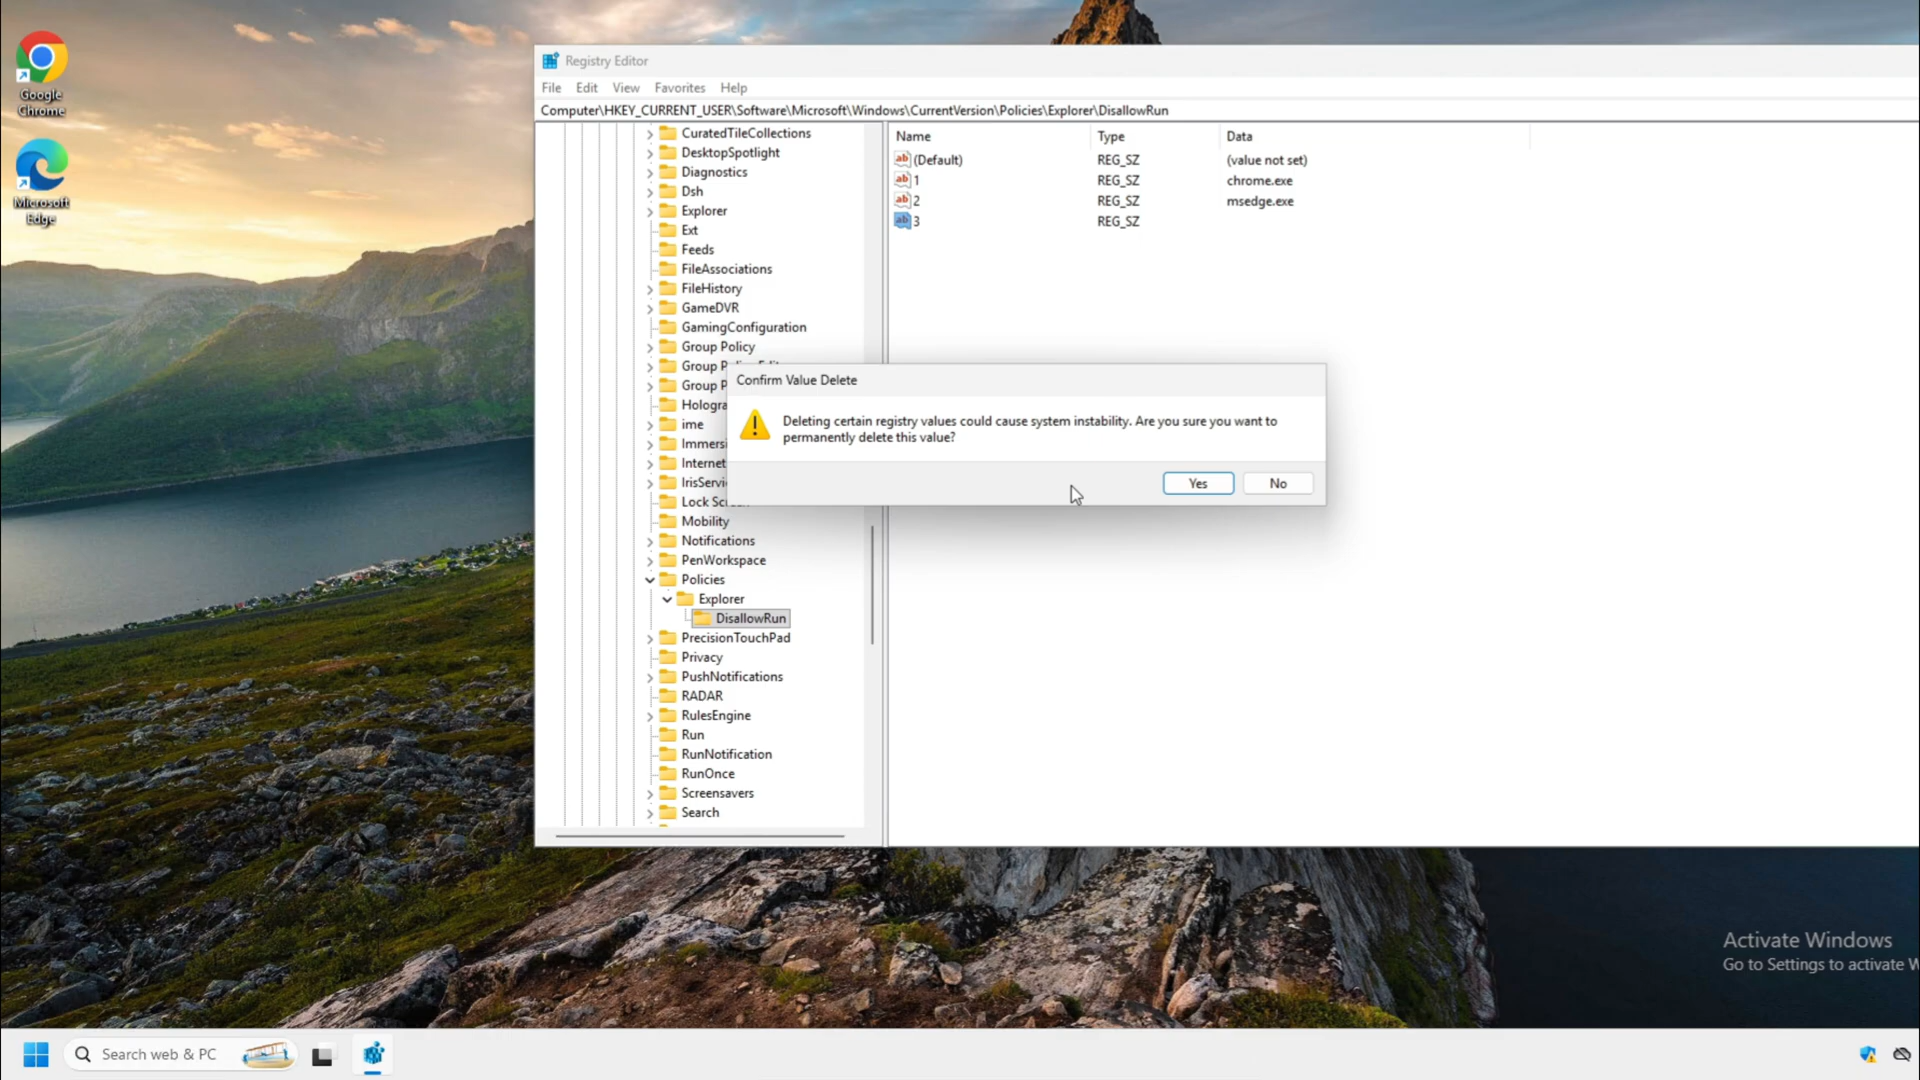 Google
Chrome
Microsoft
Edge
Registry Editor
File Edit View Favorites Help
Computer\HKEY_CURRENT_USER\Software\Microsoft\Windows\CurrentVersion\Policies\Explorer\DisallowRun
CuratedTileCollections
DesktopSpotlight
Diagnostics
Dsh
Explorer
Ext
Feeds
FileAssociations
FileHistory
GameDVR
GamingConfiguration
Group Policy
Group P
Group P
Hologra
ime
Immersi
Internet
IrisServi
Lock Scr
Mobility
Notifications
PenWorkspace
Policies
Explorer
DisallowRun
PrecisionTouchPad
Privacy
PushNotifications
RADAR
RulesEngine
Run
RunNotification
RunOnce
Screensavers
Search
Name Type Data
(Default) REG_SZ (value not set)
1 REG_SZ chrome.exe
2 REG_SZ msedge.exe
3 REG_SZ
Confirm Value Delete
Deleting certain registry values could cause system instability. Are you sure you want to
permanently delete this value?
Yes No
Activate Windows
Go to Settings to activate W
Search web & PC